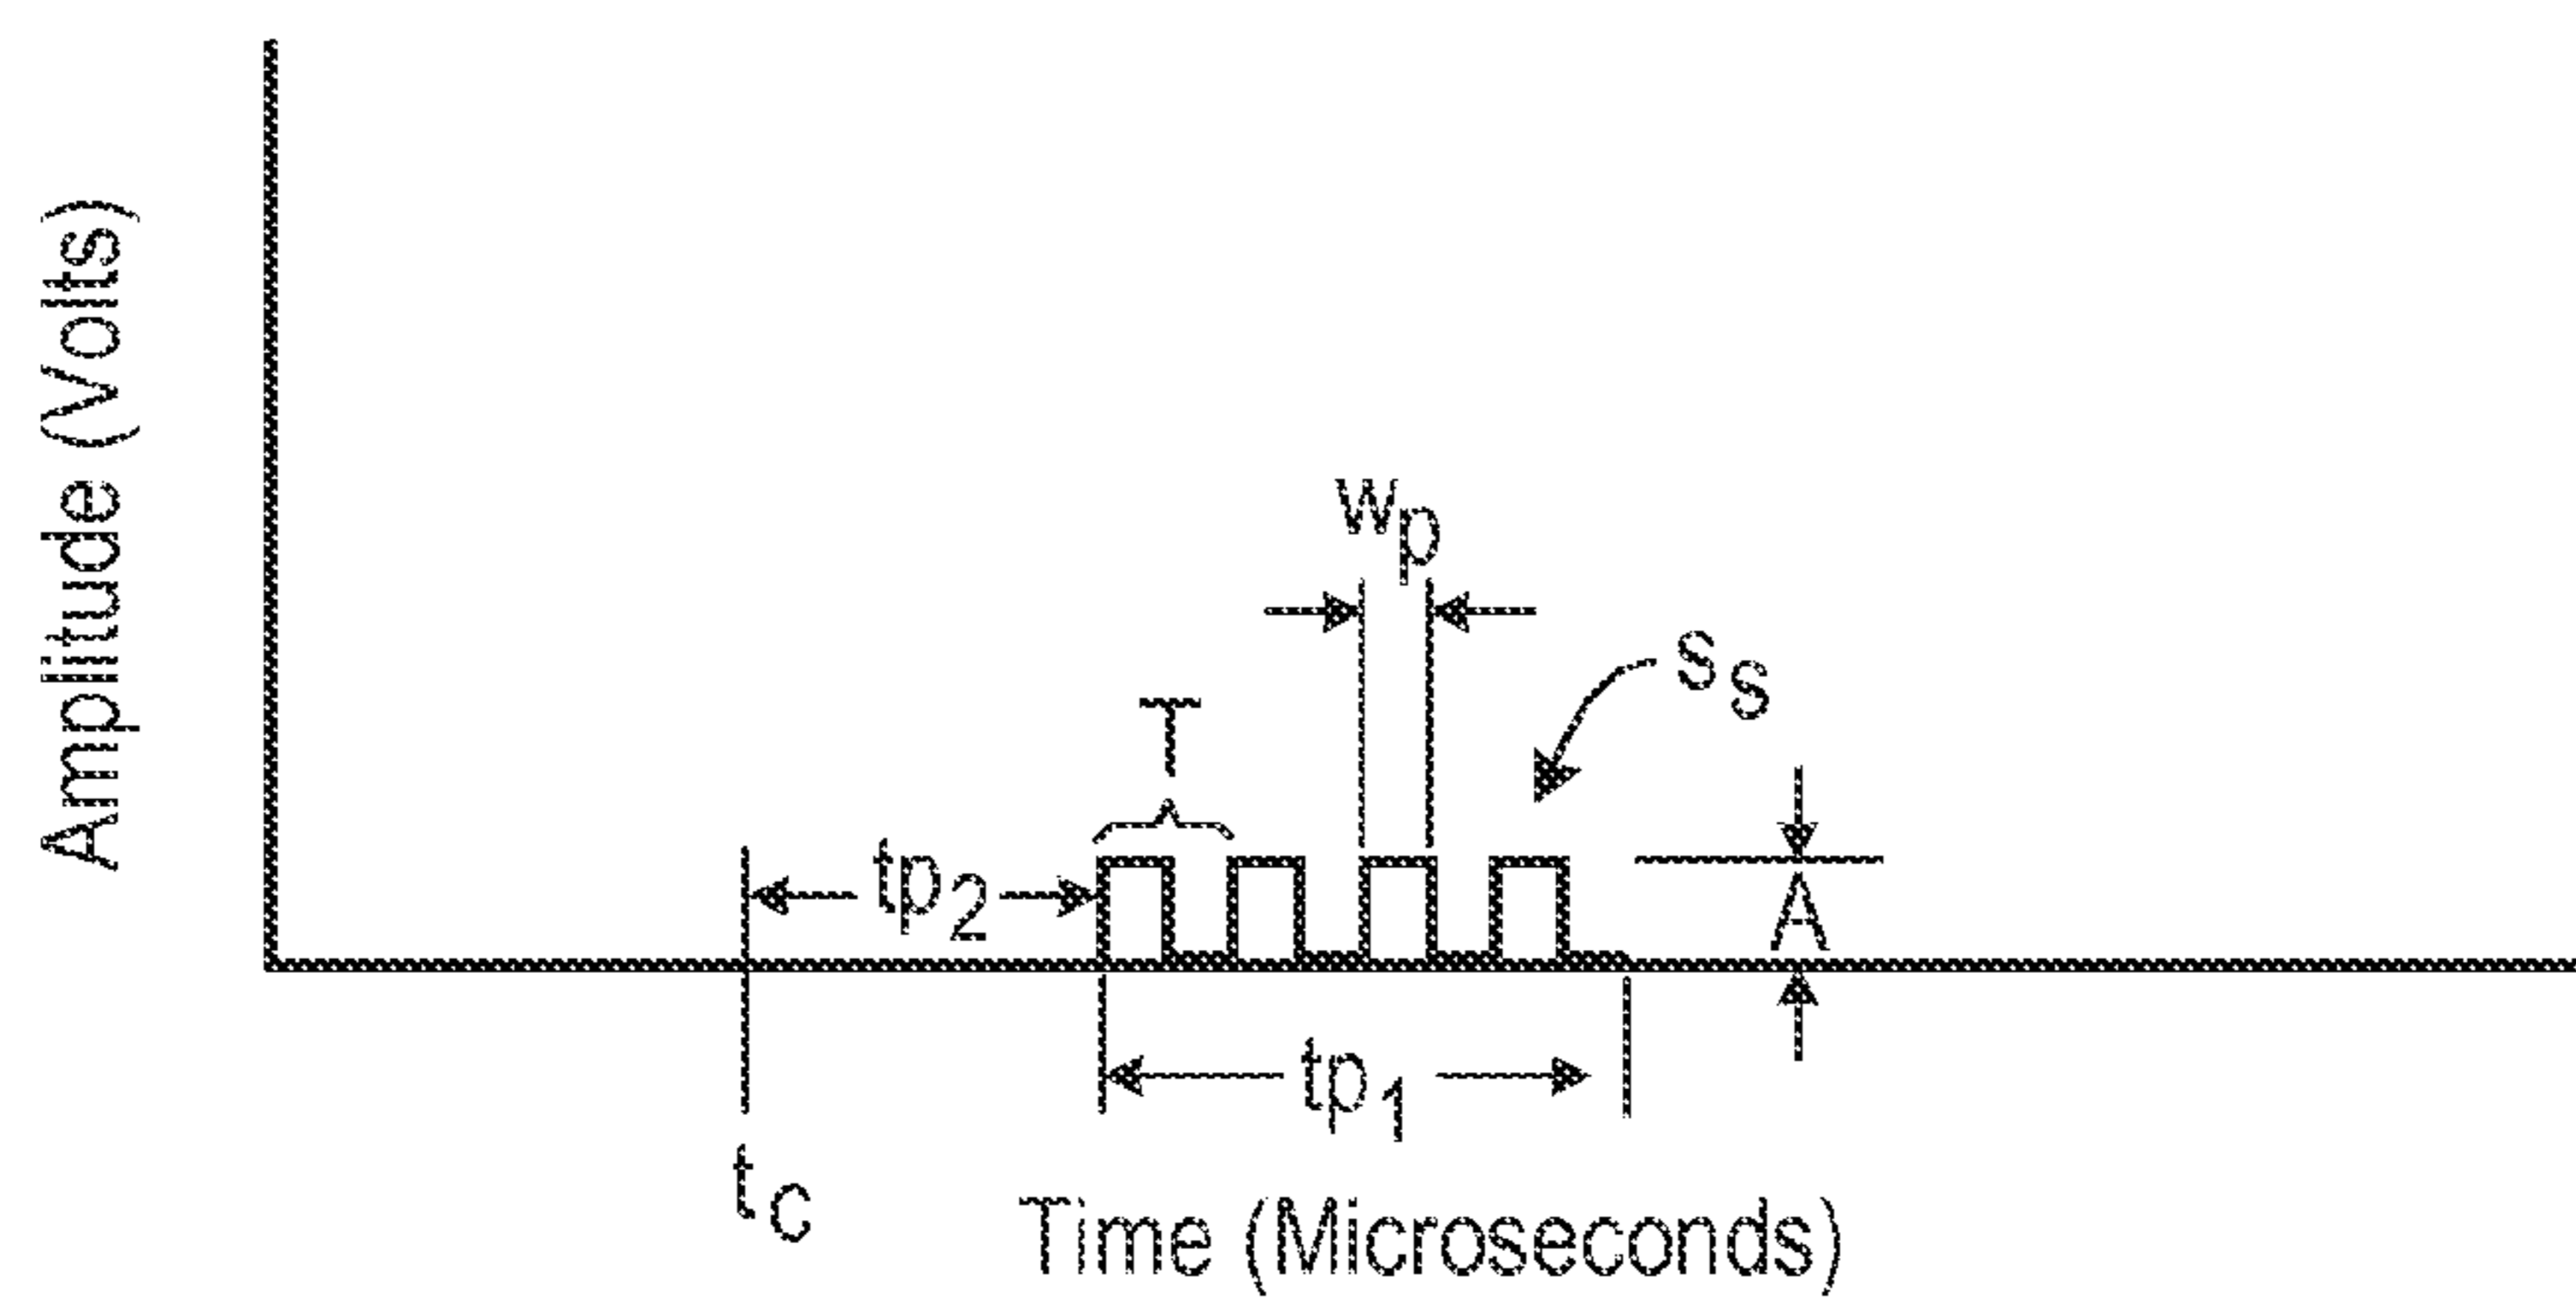 Amplitude (Volts)
wp
ss
T
tp2
A
tp1
tc
Time (Microseconds)